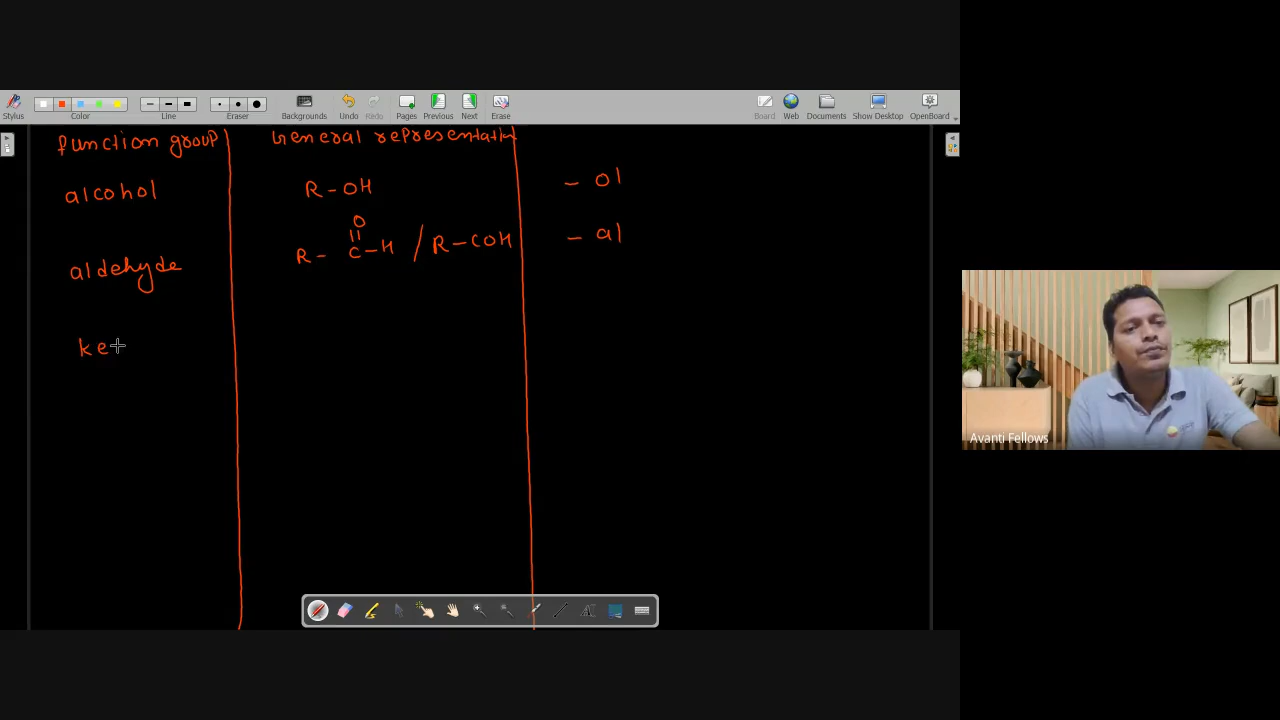 Stylus
Color
Line
Eraser
Backgrounds
Undo
Redo
Pages
Previous
Next
Erase
Board
Web
Documents
Show Desktop
OpenBoard
function group
General representatin
alcohol
R-OH
- ol
aldehyde
O
R- C-H / R-COH
- al
ke
Avanti Fellows